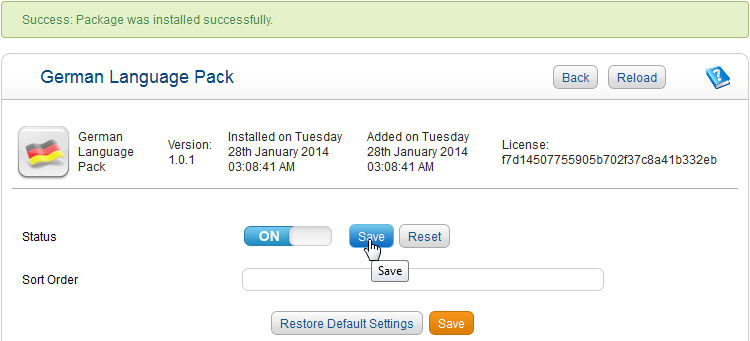 Success: Package was installed successfully.
German Language Pack
Back
Reload
?
German
Language
Pack
Version:
1.0.1
Installed on Tuesday
28th January 2014
03:08:41 AM
Added on Tuesday
28th January 2014
03:08:41 AM
License:
f7d14507755905b702f37c8a41b332eb
Status
ON
Save
Reset
Save
Sort Order
Restore Default Settings
Save